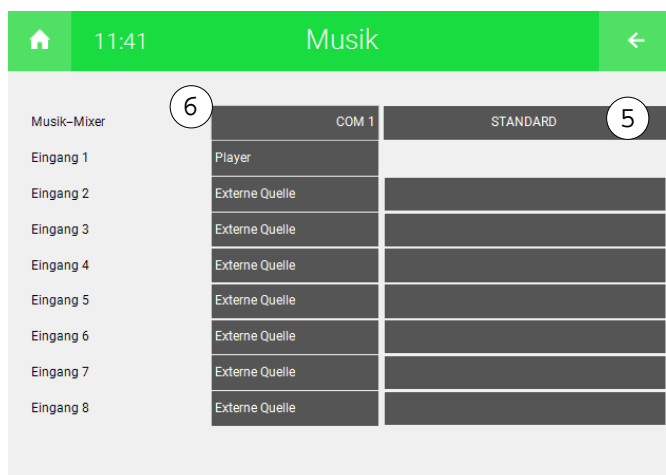 11:41 Musik
Musik–Mixer 6 COM 1 STANDARD 5
Eingang 1 Player
Eingang 2 Externe Quelle
Eingang 3 Externe Quelle
Eingang 4 Externe Quelle
Eingang 5 Externe Quelle
Eingang 6 Externe Quelle
Eingang 7 Externe Quelle
Eingang 8 Externe Quelle